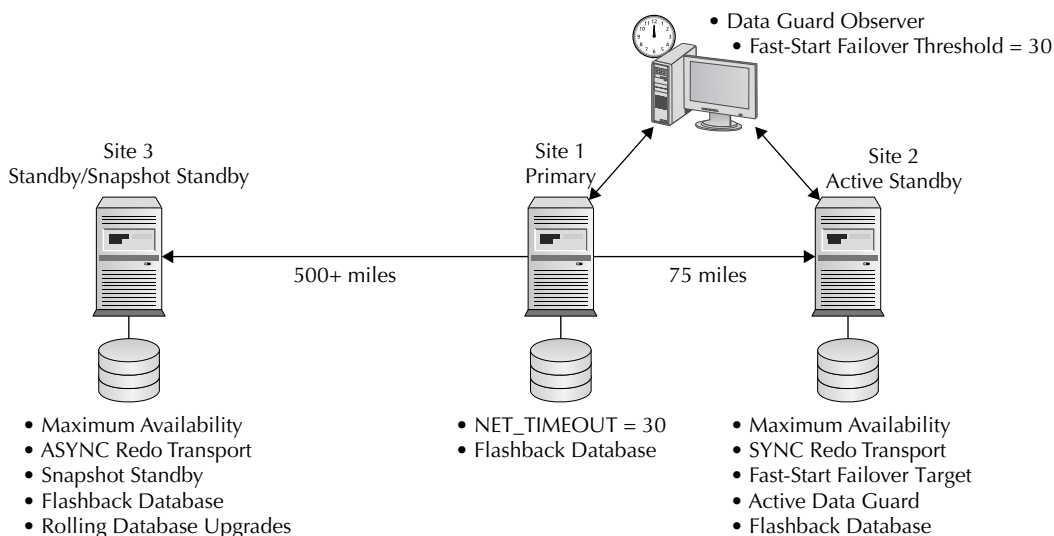 • Data Guard Observer
• Fast-Start Failover Threshold = 30
Site 3
Standby/Snapshot Standby
Site 1
Primary
Site 2
Active Standby
500+ miles
75 miles
• Maximum Availability
• ASYNC Redo Transport
• Snapshot Standby
• Flashback Database
• Rolling Database Upgrades
• NET_TIMEOUT = 30
• Flashback Database
• Maximum Availability
• SYNC Redo Transport
• Fast-Start Failover Target
• Active Data Guard
• Flashback Database